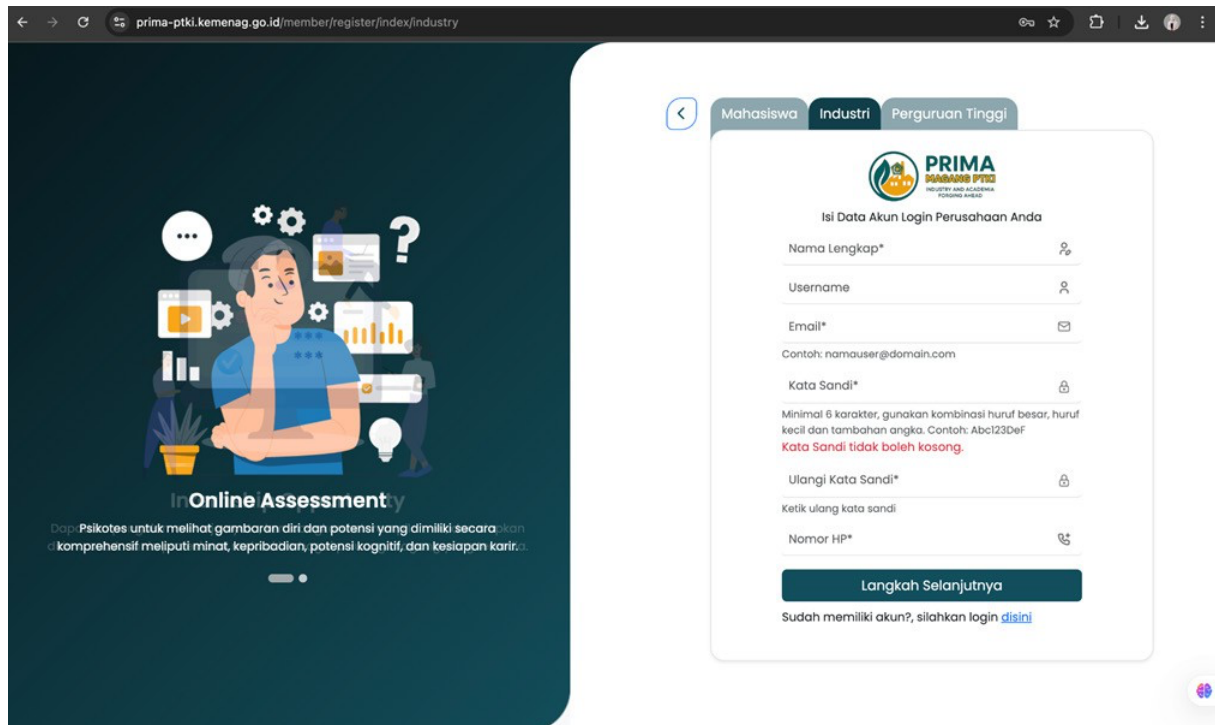 prima-ptki.kemenag.go.id/member/register/index/industry
Mahasiswa
Industri
Perguruan Tinggi
PRIMA
MAGANG PTKI
INDUSTRY AND ACADEMIA
FORGING AHEAD
Isi Data Akun Login Perusahaan Anda
Nama Lengkap*
Username
Email*
Contoh: namauser@domain.com
Kata Sandi*
Minimal 6 karakter, gunakan kombinasi huruf besar, huruf
kecil dan tambahan angka. Contoh: Abc123DeF
Kata Sandi tidak boleh kosong.
Ulangi Kata Sandi*
Ketik ulang kata sandi
Nomor HP*
Langkah Selanjutnya
Sudah memiliki akun?, silahkan login disini
Online Assessment
Psikotes untuk melihat gambaran diri dan potensi yang dimiliki secara
komprehensif meliputi minat, kepribadian, potensi kognitif, dan kesiapan karir.